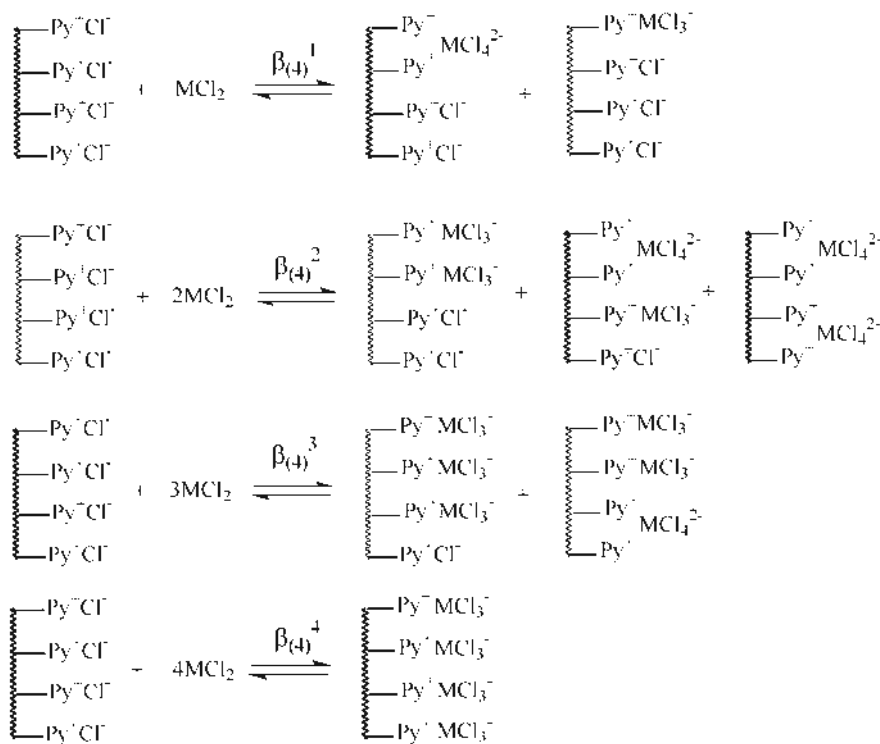 Py⁺Cl⁻ Py⁺ Py⁺MCl₃⁻
MCl₄²⁻
Py⁺Cl⁻ β₍₄₎¹ Py⁺ Py⁺Cl⁻
+ MCl₂ +
Py⁺Cl⁻ Py⁺Cl⁻ Py⁺Cl⁻
Py⁺Cl⁻ Py⁺Cl⁻ Py⁺Cl⁻
Py⁺Cl⁻ Py⁺ MCl₃⁻ Py⁺ Py⁺
MCl₄²⁻ MCl₄²⁻
Py⁺Cl⁻ β₍₄₎² Py⁺ MCl₃⁻ Py⁺ Py⁺
+ 2MCl₂ + +
Py⁺Cl⁻ Py⁺Cl⁻ Py⁺MCl₃⁻ Py⁺
MCl₄²⁻
Py⁺Cl⁻ Py⁺Cl⁻ Py⁺Cl⁻ Py⁺
Py⁺Cl⁻ Py⁺ MCl₃⁻ Py⁺MCl₃⁻
Py⁺Cl⁻ β₍₄₎³ Py⁺MCl₃⁻ Py⁺MCl₃⁻
+ 3MCl₂ +
Py⁺Cl⁻ Py⁺MCl₃⁻ Py⁺
MCl₄²⁻
Py⁺Cl⁻ Py⁺Cl⁻ Py⁺
Py⁺Cl⁻ Py⁺ MCl₃⁻
Py⁺Cl⁻ β₍₄₎⁴ Py⁺ MCl₃⁻
+ 4MCl₂
Py⁺Cl⁻ Py⁺ MCl₃⁻
Py⁺Cl⁻ Py⁺ MCl₃⁻